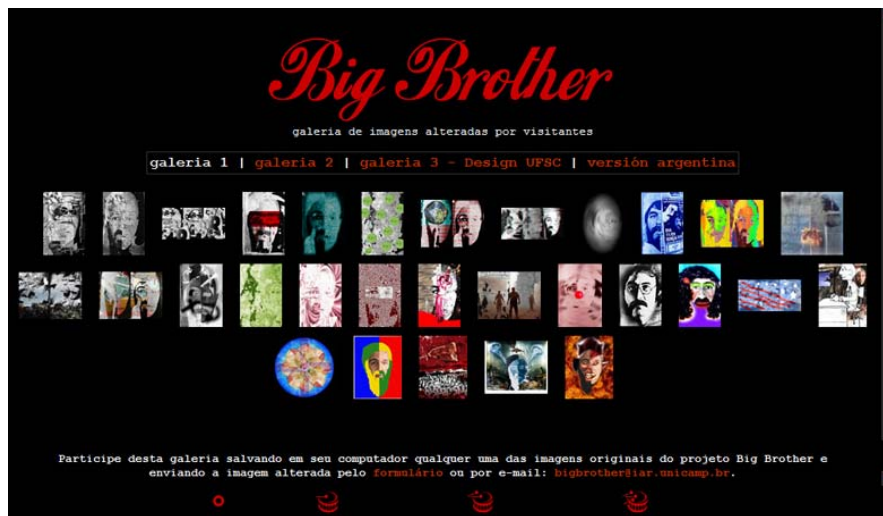 Big Brother
galeria de imagens alteradas por visitantes
galeria 1 | galeria 2 | galeria 3 - Design UFSC | versión argentina
Participe desta galeria salvando em seu computador qualquer uma das imagens originais do projeto Big Brother e
enviando a imagem alterada pelo formulário ou por e-mail: bigbrother@iar.unicamp.br.